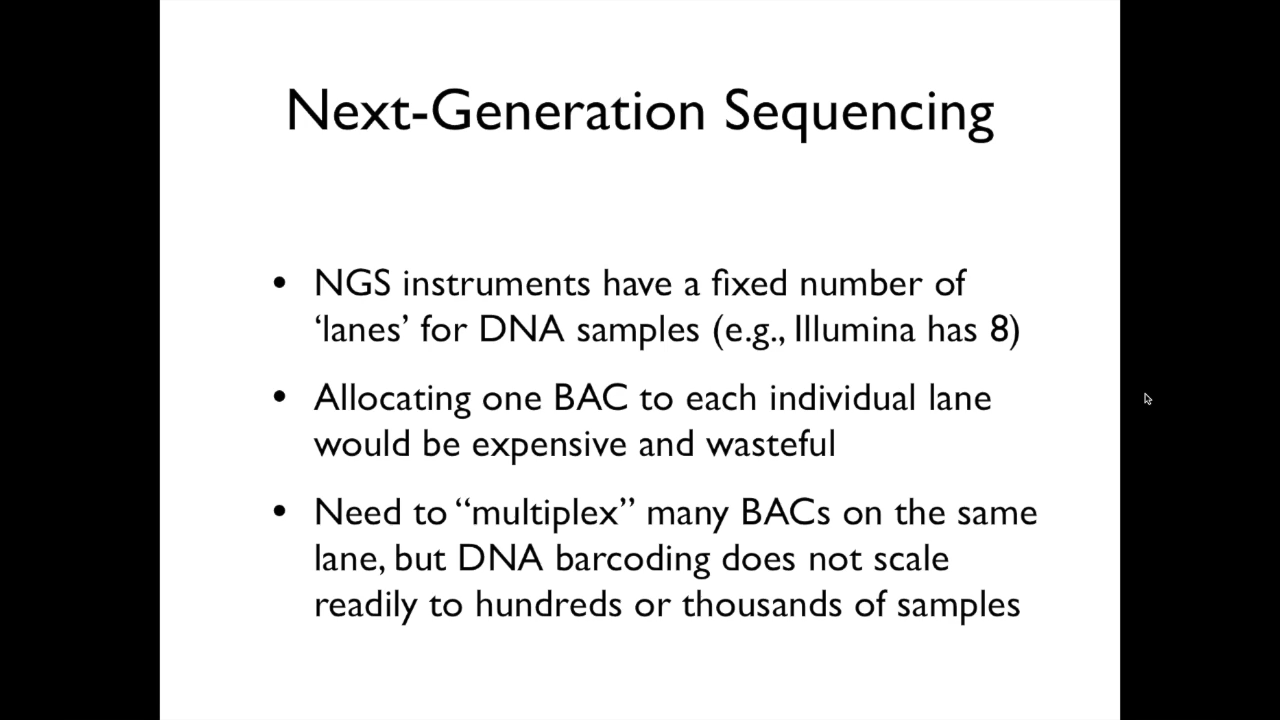 Next-Generation Sequencing
• NGS instruments have a fixed number of
‘lanes’ for DNA samples (e.g., Illumina has 8)
• Allocating one BAC to each individual lane
would be expensive and wasteful
• Need to “multiplex” many BACs on the same
lane, but DNA barcoding does not scale
readily to hundreds or thousands of samples